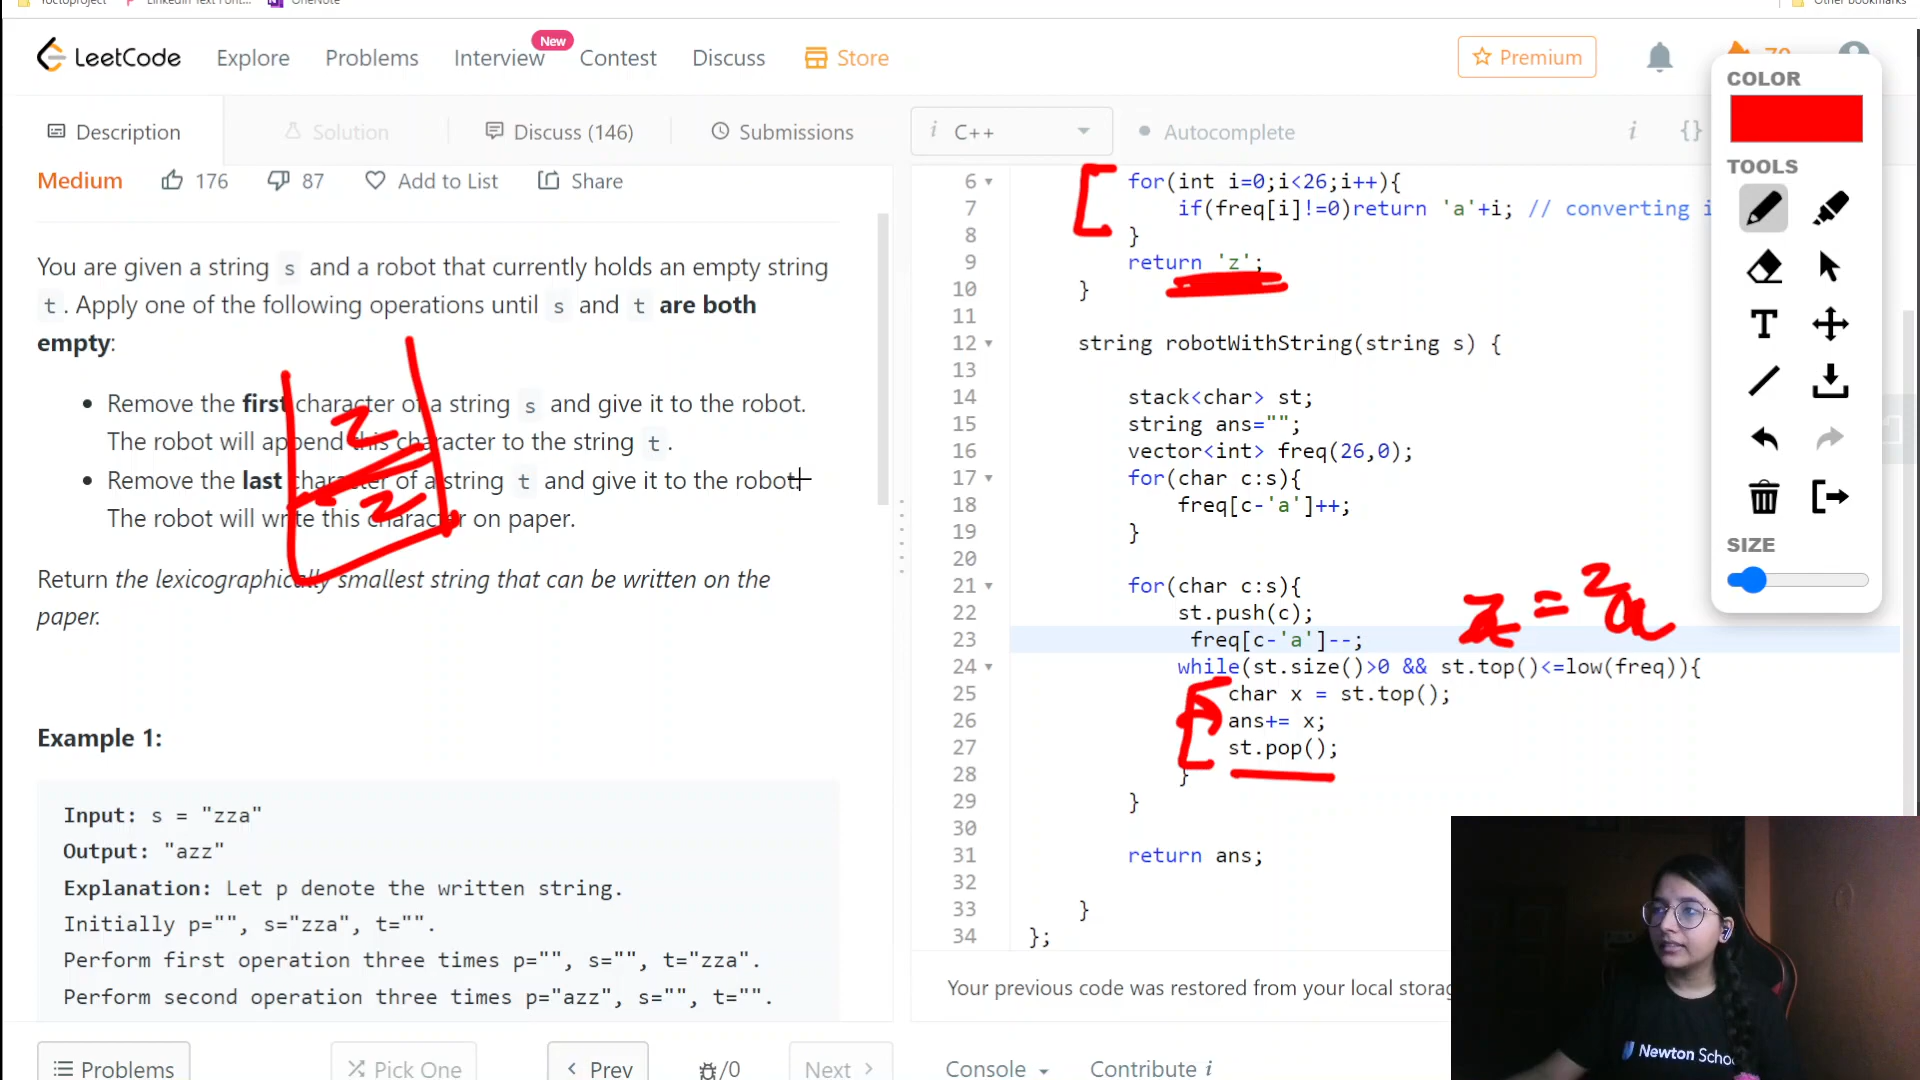 OneNote
LeetCode
Explore
Problems
Interview
New
Contest
Discuss
Store
Premium
Description
Solution
Discuss (146)
Submissions
Medium
176
87
Add to List
Share
You are given a string s and a robot that currently holds an empty string
t. Apply one of the following operations until s and t are both
empty:
Remove the first character of a string s and give it to the robot.
The robot will append this character to the string t.
Remove the last character of a string t and give it to the robot.
The robot will write this character on paper.
Return the lexicographically smallest string that can be written on the
paper.
Example 1:
Input: s = "zza"
Output: "azz"
Explanation: Let p denote the written string.
Initially p="", s="zza", t="".
Perform first operation three times p="", s="", t="zza".
Perform second operation three times p="azz", s="", t="".
Problems
Pick One
Prev
/0
Next
i C++
Autocomplete
i {}
6 for(int i=0;i<26;i++){
7 if(freq[i]!=0)return 'a'+i; // converting i
8 }
9 return 'z';
10 }
11
12 string robotWithString(string s) {
13
14 stack<char> st;
15 string ans="";
16 vector<int> freq(26,0);
17 for(char c:s){
18 freq[c-'a']++;
19 }
20
21 for(char c:s){
22 st.push(c);
23 freq[c-'a']--;
24 while(st.size()>0 && st.top()<=low(freq)){
25 char x = st.top();
26 ans+= x;
27 st.pop();
28 }
29 }
30
31 return ans;
32
33 }
34 };
Your previous code was restored from your local
Console
Contribute i
COLOR
TOOLS
T
SIZE
z
z
Newton